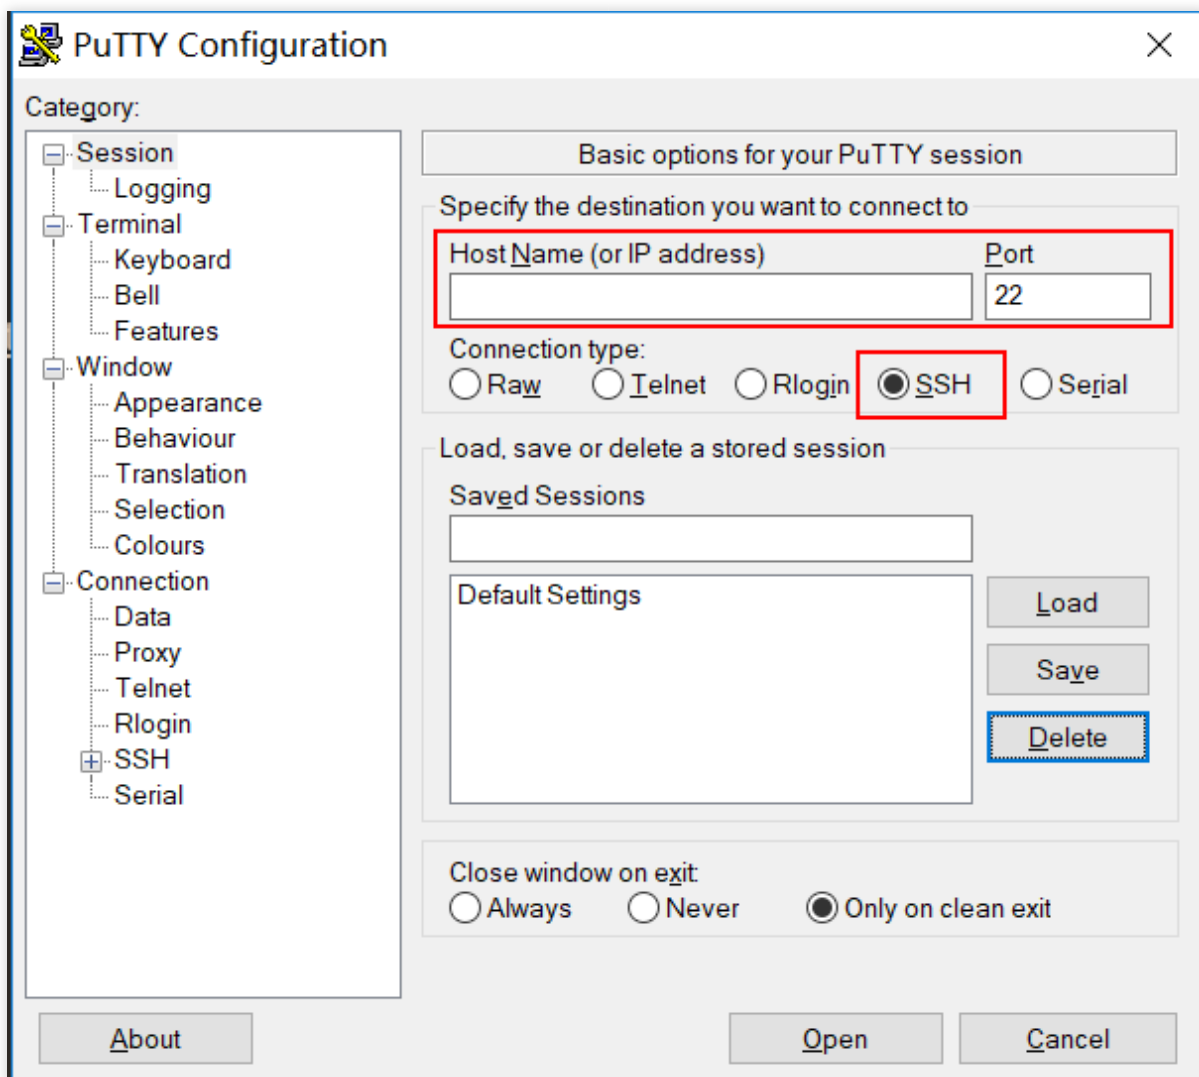 PuTTY Configuration
Category:
Session
Logging
Terminal
Keyboard
Bell
Features
Window
Appearance
Behaviour
Translation
Selection
Colours
Connection
Data
Proxy
Telnet
Rlogin
SSH
Serial
Basic options for your PuTTY session
Specify the destination you want to connect to
Host Name (or IP address) Port
22
Connection type:
Raw Telnet Rlogin SSH Serial
Load, save or delete a stored session
Saved Sessions
Default Settings
Load
Save
Delete
Close window on exit:
Always Never Only on clean exit
About Open Cancel